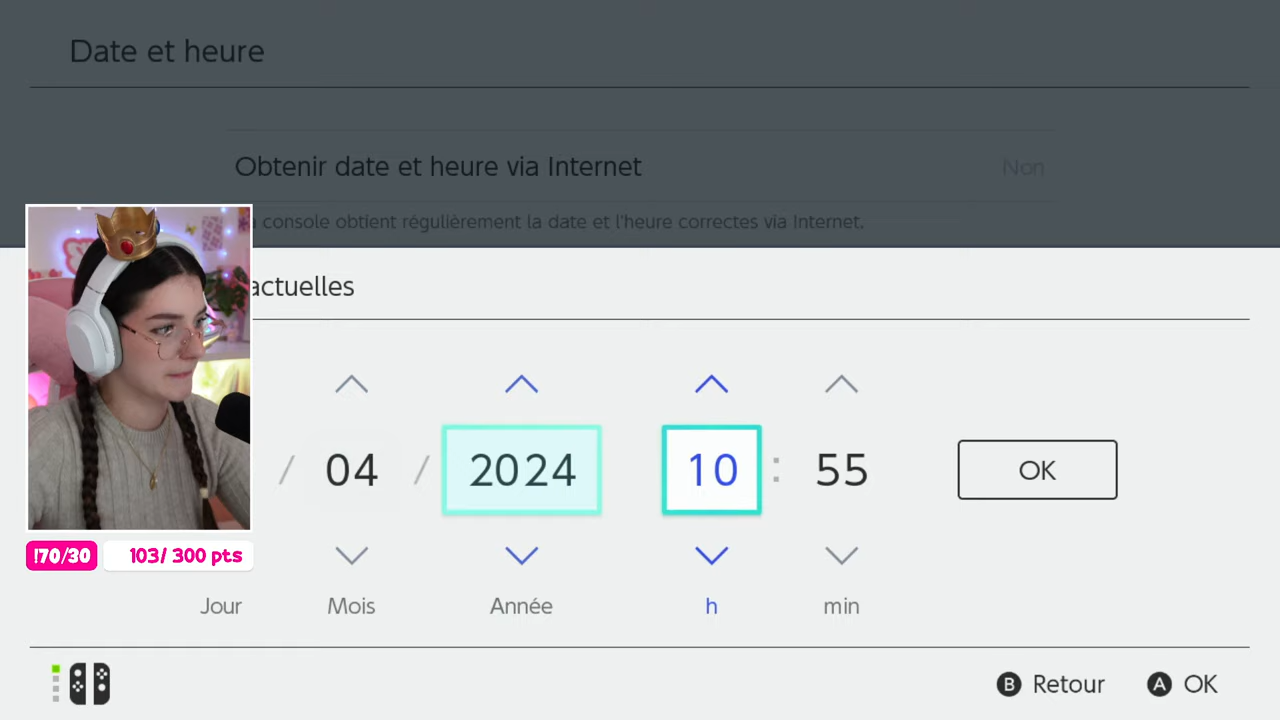 Date et heure
Obtenir date et heure via Internet Non
console obtient régulièrement la date et l'heure correctes via Internet.
actuelles
/ 04 / 2024 10 : 55 OK
!70/30 103/ 300 pts
Jour Mois Année h min
B Retour A OK